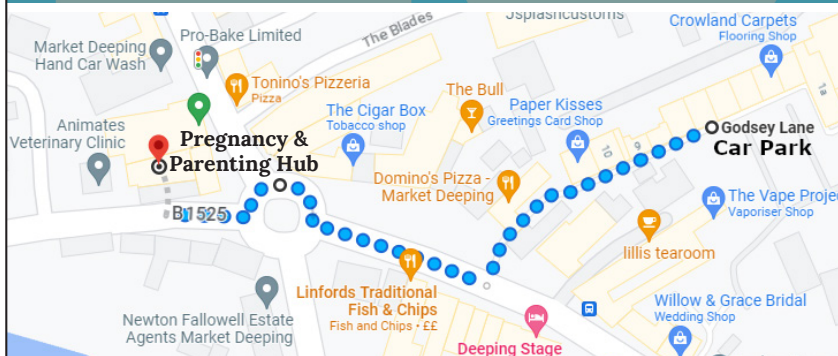 Jsplashcustoms
Crowland Carpets
Flooring Shop
The Blades
Pro-Bake Limited
Market Deeping
Hand Car Wash
Tonino's Pizzeria
Pizza
The Bull
The Cigar Box
Tobacco shop
Paper Kisses
Greetings Card Shop
1a
Godsey Lane
Car Park
Animates
Veterinary Clinic
Pregnancy &
Parenting Hub
10
9
Domino's Pizza -
Market Deeping
The Vape Proje
Vaporiser Shop
B1525
lillis tearoom
Linfords Traditional
Fish & Chips
Fish and Chips • ££
Newton Fallowell Estate
Agents Market Deeping
Willow & Grace Bridal
Wedding Shop
Deeping Stage